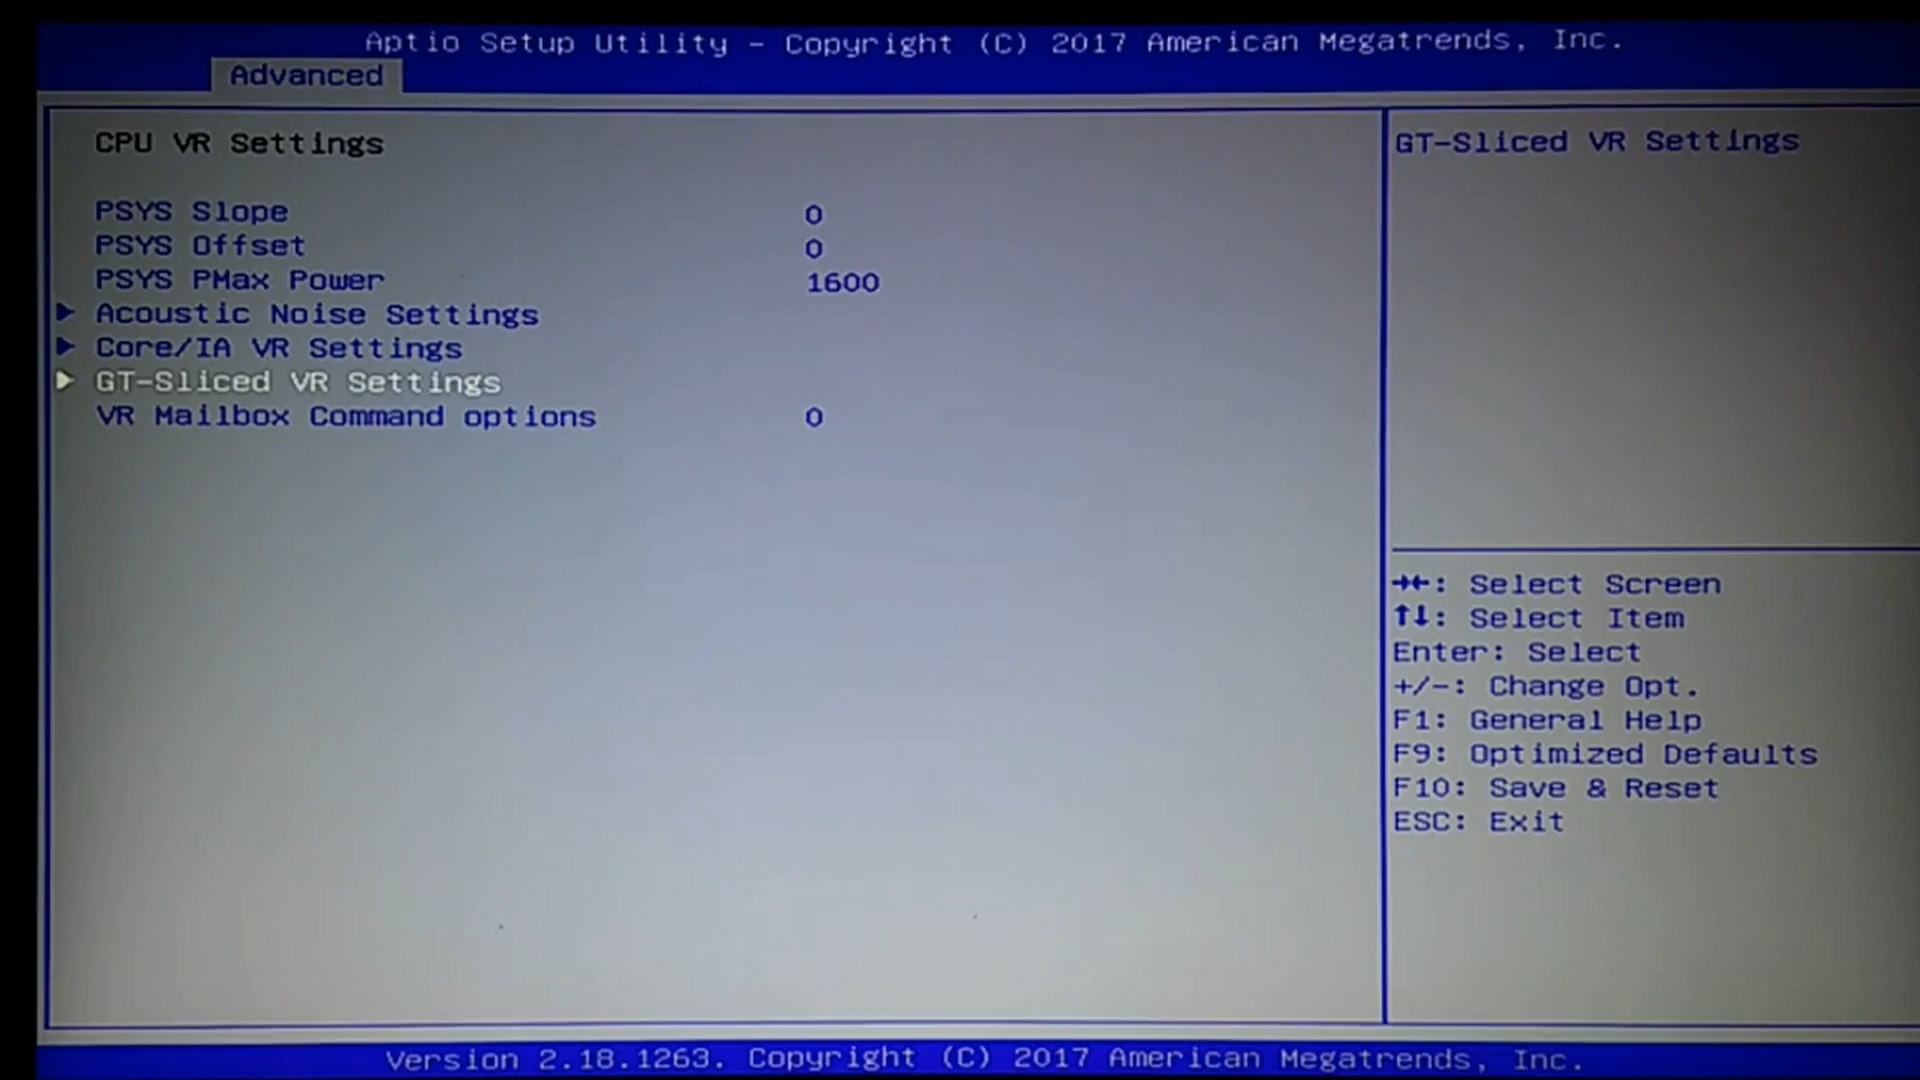 Aptio Setup Utility – Copyright (C) 2017 American Megatrends, Inc.
Advanced
CPU VR Settings
PSYS Slope 0
PSYS Offset 0
PSYS PMax Power 1600
Acoustic Noise Settings
Core/IA VR Settings
GT-Sliced VR Settings
VR Mailbox Command options 0
GT-Sliced VR Settings
→←: Select Screen
↑↓: Select Item
Enter: Select
+/-: Change Opt.
F1: General Help
F9: Optimized Defaults
F10: Save & Reset
ESC: Exit
Version 2.18.1263. Copyright (C) 2017 American Megatrends, Inc.